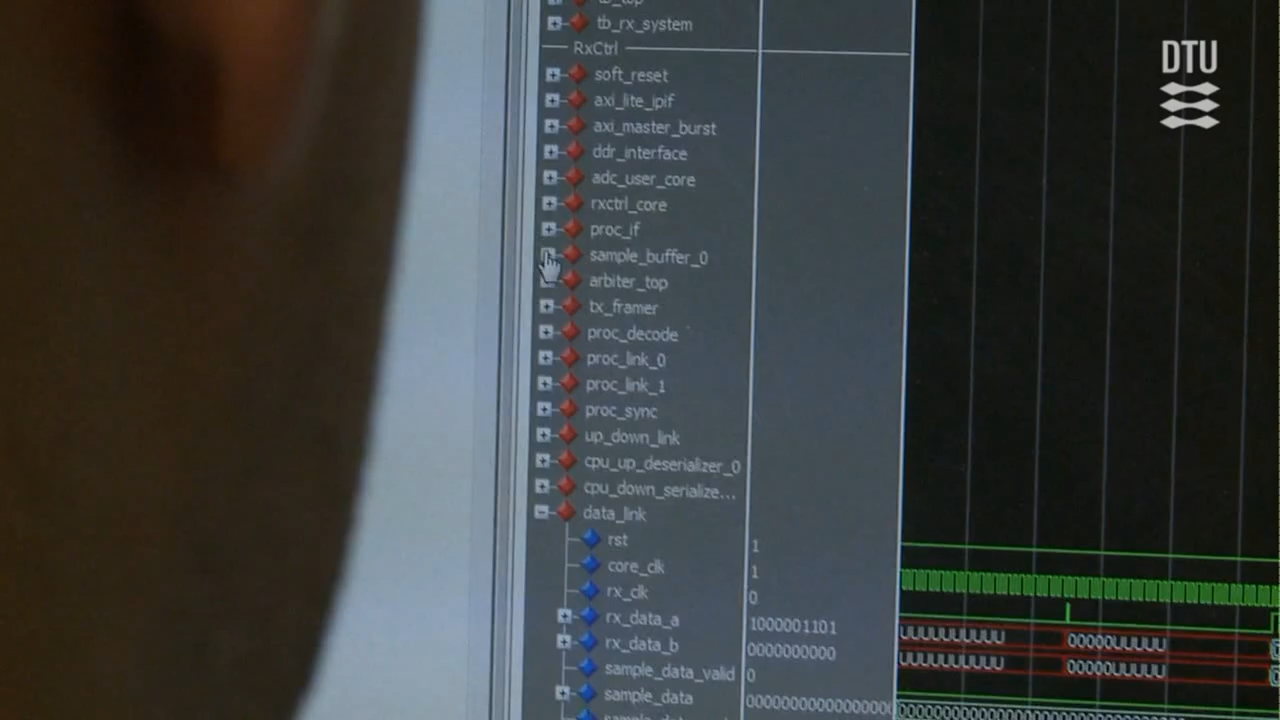 tb_top
tb_rx_system
RxCtrl
DTU
soft_reset
axi_lite_ipif
axi_master_burst
ddr_interface
adc_user_core
rxctrl_core
proc_if
sample_buffer_0
arbiter_top
tx_framer
proc_decode
proc_link_0
proc_link_1
proc_sync
up_down_link
cpu_up_deserializer_0
cpu_down_serialize...
data_link
rst 1
core_clk 1
rx_clk 0
rx_data_a 1000001101 UUUUUUUUUU 00000UUUUU
rx_data_b 0000000000 UUUUUUUUUU 00000UUUUU
sample_data_valid 0
sample_data